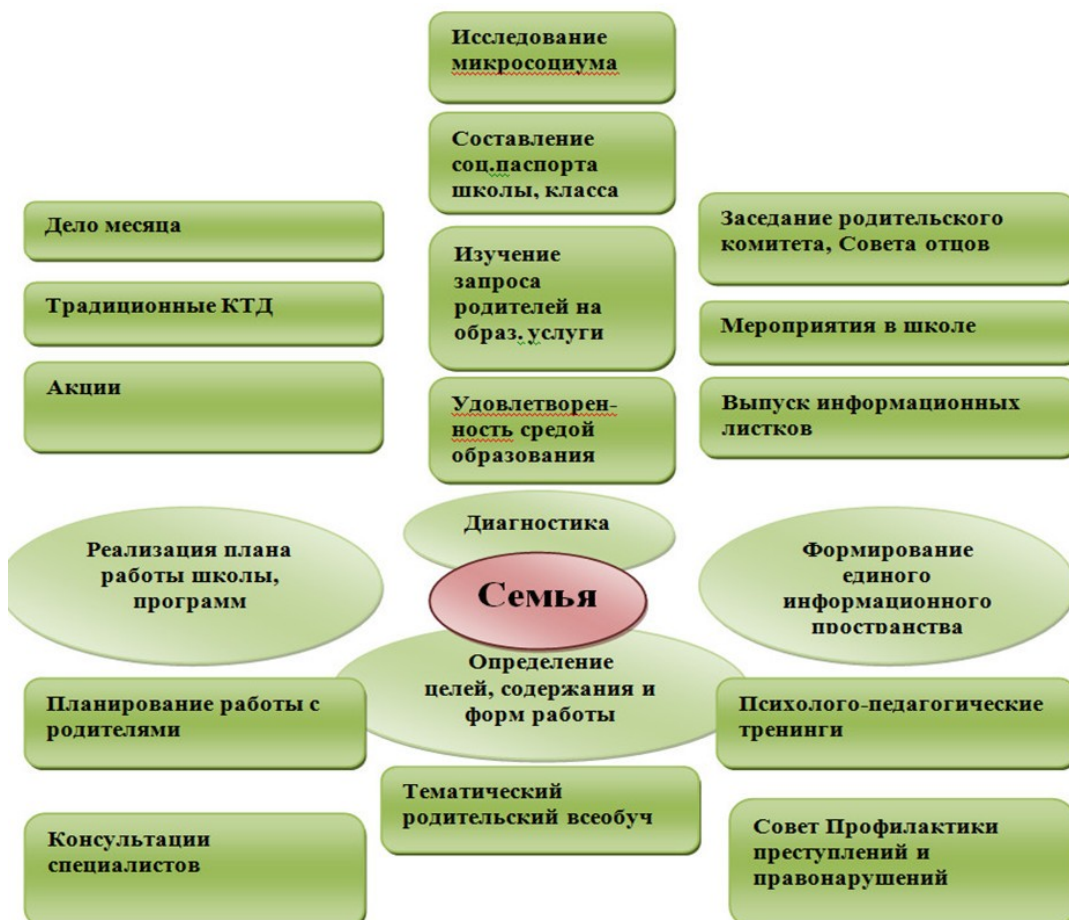 Исследование
микросоциума
Составление
соц.паспорта
школы, класса
Дело месяца
Заседание родительского
комитета, Совета отцов
Изучение
запроса
родителей на
образ. услуги
Традиционные КТД
Мероприятия в школе
Акции
Удовлетворен-
ность средой
образования
Выпуск информационных
листков
Диагностика
Реализация плана
работы школы,
программ
Семья
Формирование
единого
информационного
пространства
Определение
целей, содержания и
форм работы
Планирование работы с
родителями
Психолого-педагогические
тренинги
Тематический
родительский всеобуч
Консультации
специалистов
Совет Профилактики
преступлений и
правонарушений